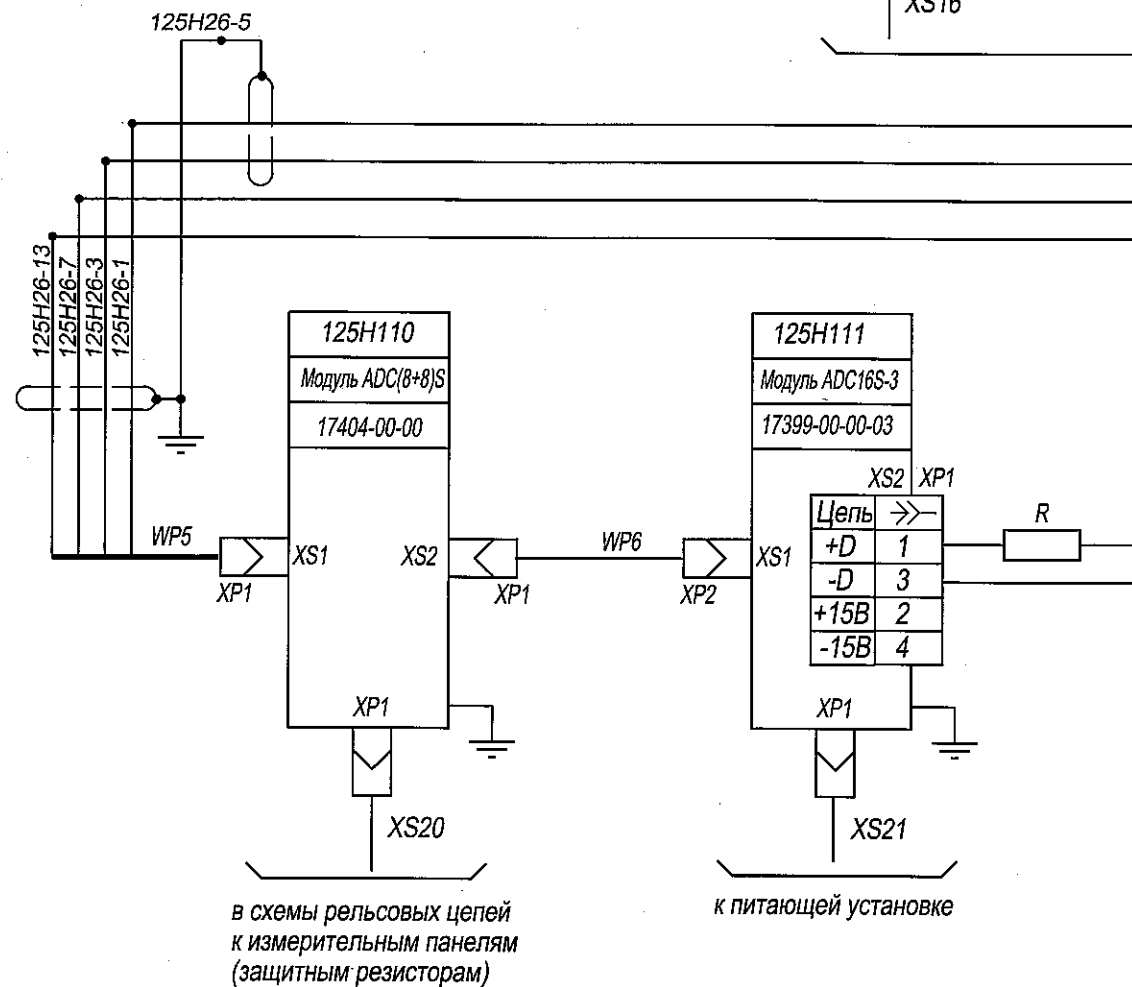 XS16
125H26-5
125H26-13
125H26-7
125H26-3
125H26-1
125H110
Модуль ADC(8+8)S
17404-00-00
125H111
Модуль ADC16S-3
17399-00-00-03
XS2 XP1
Цепь
+D 1
-D 3
+15В 2
-15В 4
R
WP5
XP1
XS1
XS2
XP1
WP6
XP2
XS1
XP1
XP1
XS20
XS21
в схемы рельсовых цепей
к измерительным панелям
(защитным резисторам)
к питающей установке